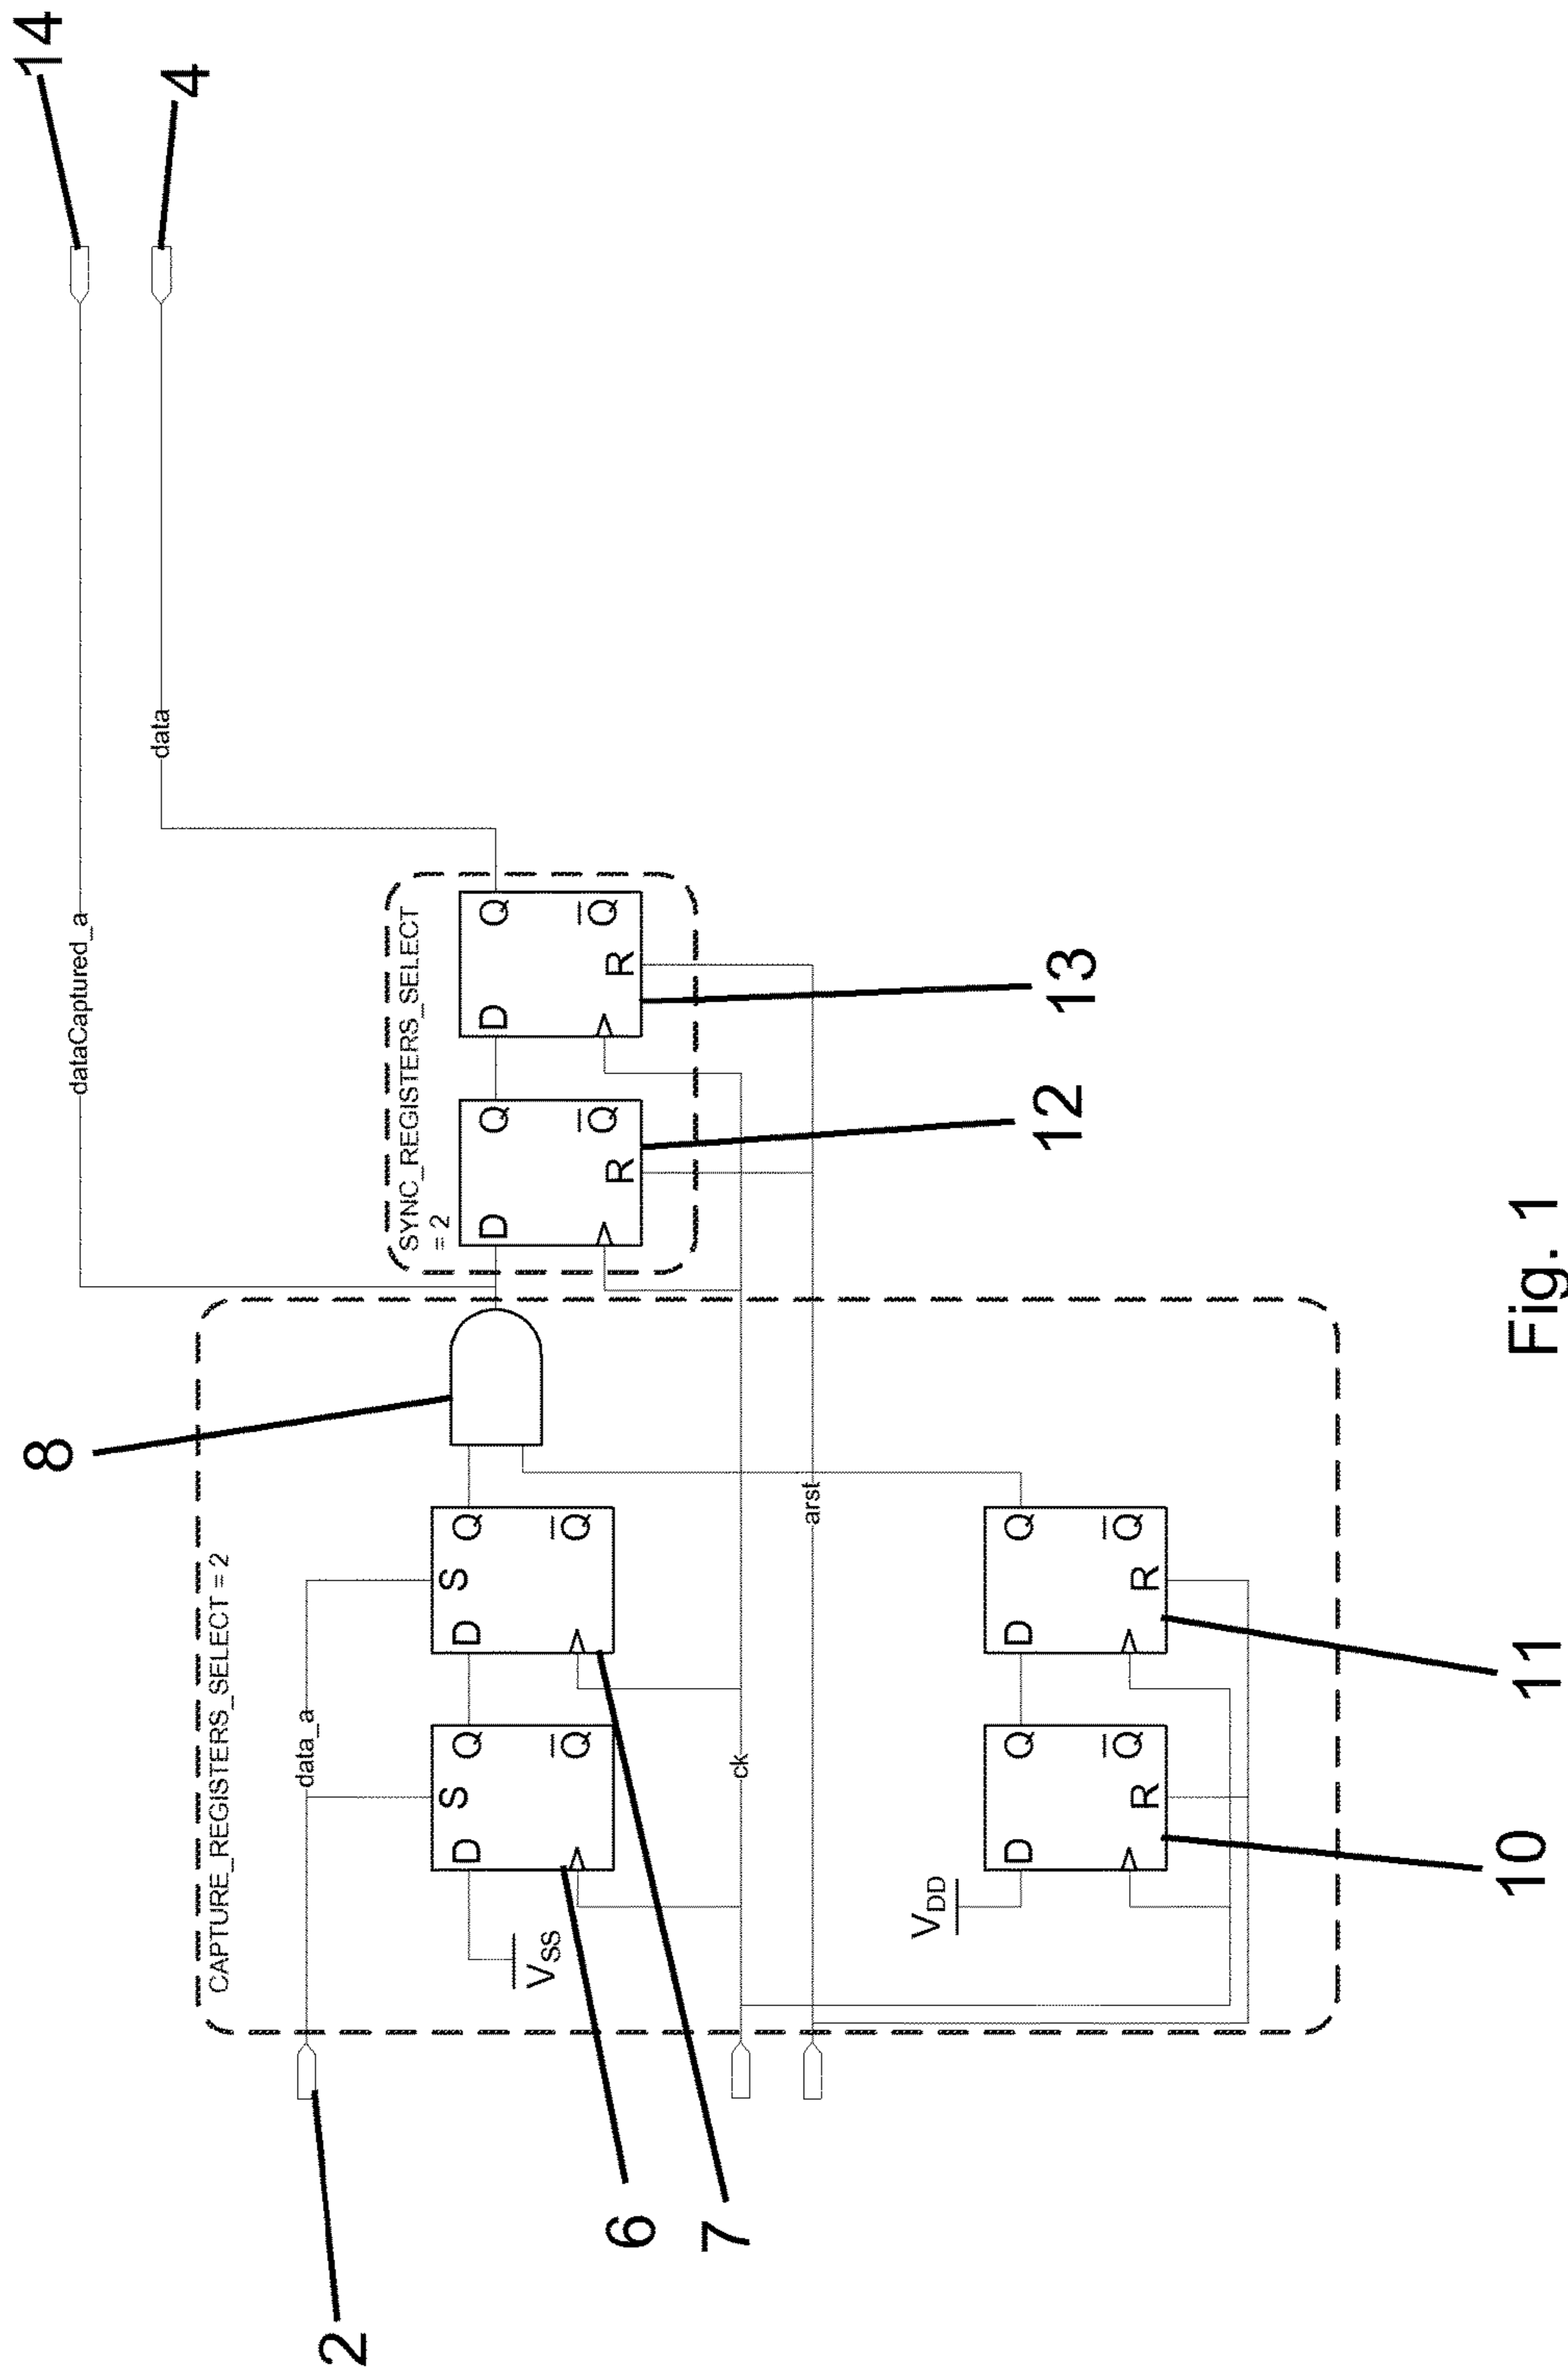 14
4
dataCaptured_a
data
8
CAPTURE_REGISTERS_SELECT = 2
SYNC_REGISTERS_SELECT
= 2
D Q
R Q
D Q
R Q
12
13
2
data_a
D S Q
Q
D S Q
Q
VSS
6
7
ck
arst
VDD
D Q
R Q
D Q
R Q
10
11
Fig. 1